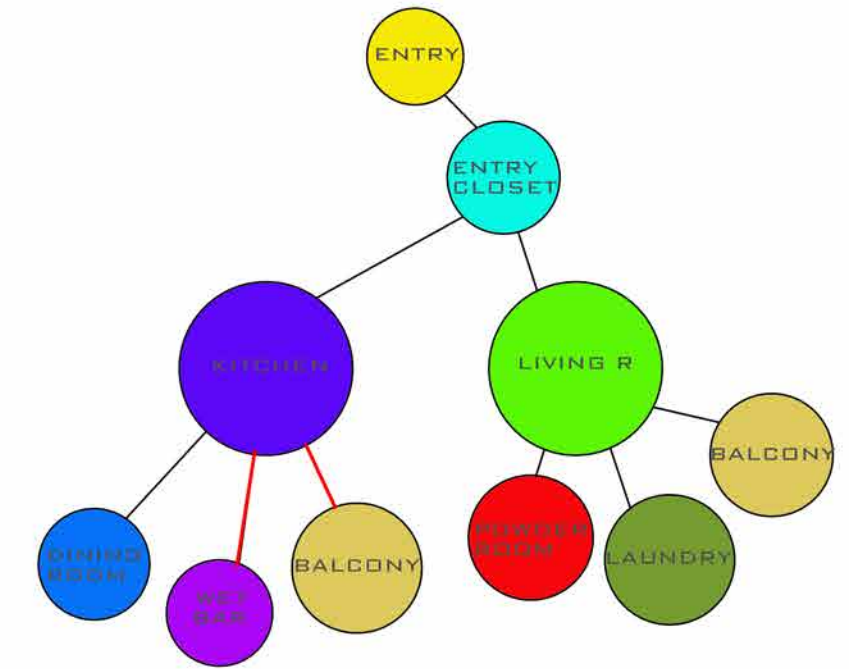 ENTRY
ENTRY
CLOSET
KITCHEN
LIVING R
BALCONY
DINING
ROOM
WET
BAR
BALCONY
POWDER
ROOM
LAUNDRY